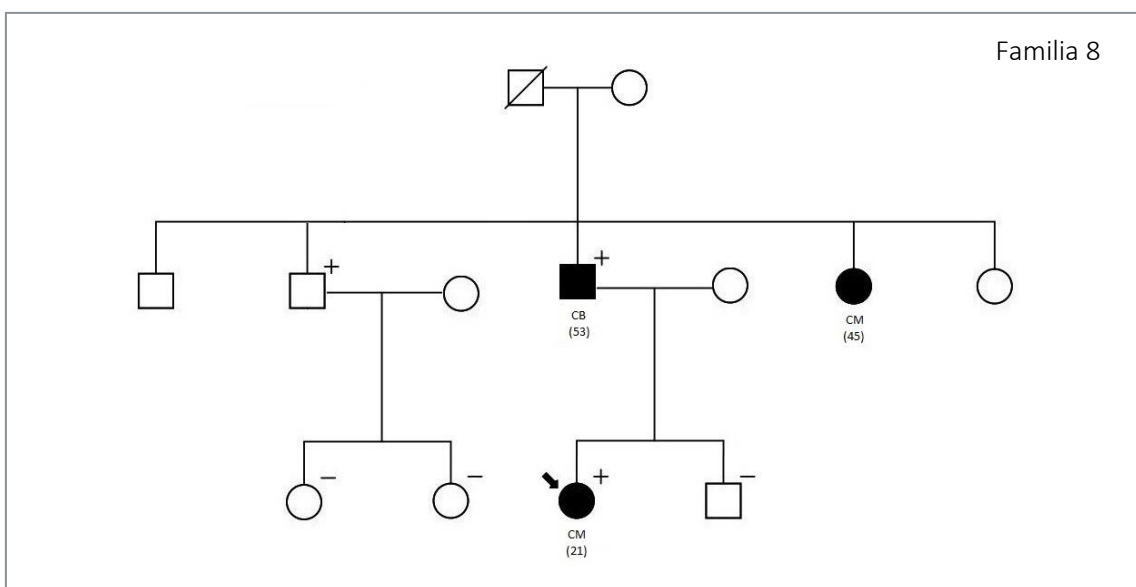 Familia 8
+
+
CB
(53)
CM
(45)
−
−
+
−
CM
(21)